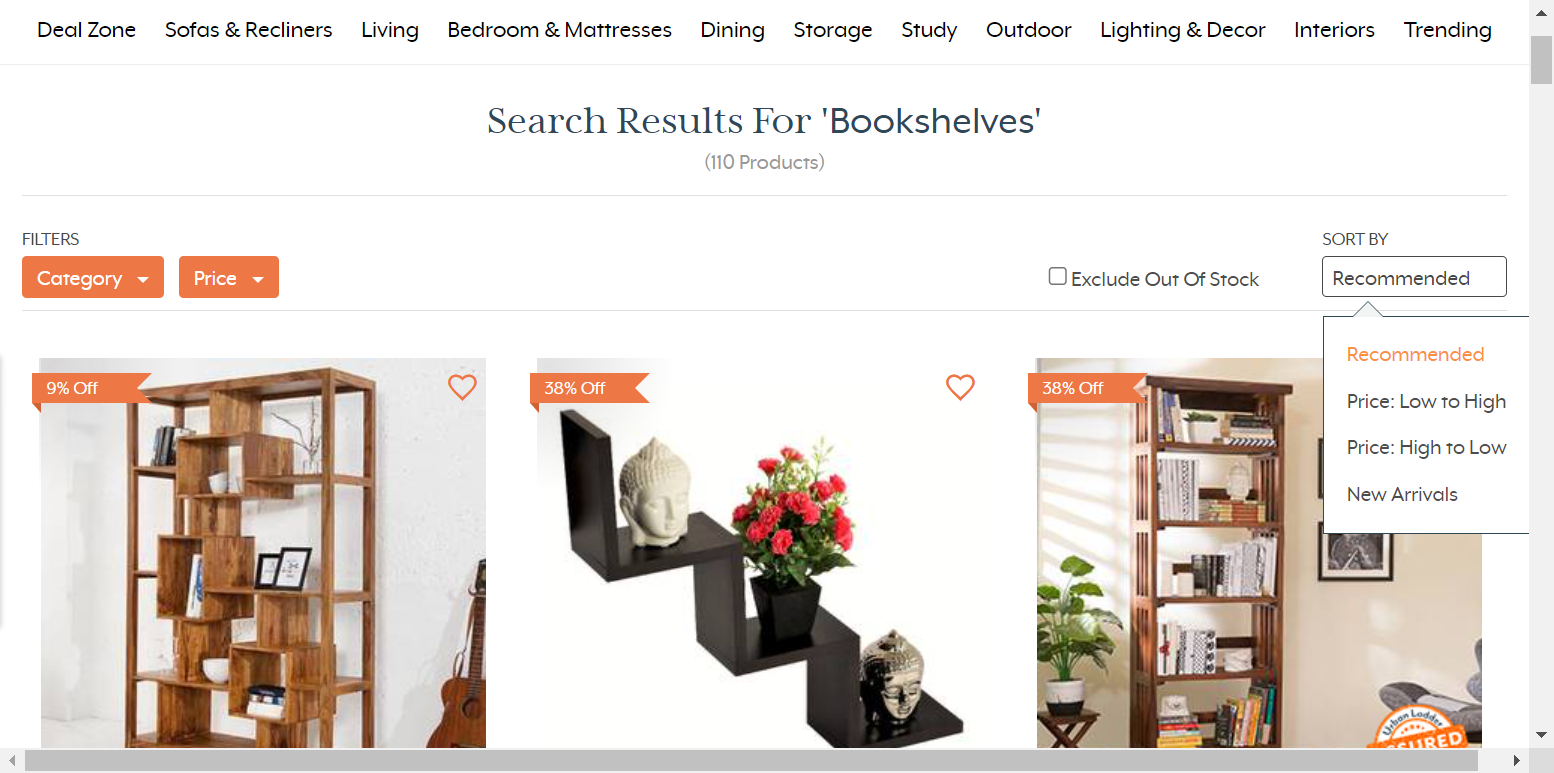 Deal Zone Sofas & Recliners Living Bedroom & Mattresses Dining Storage Study Outdoor Lighting & Decor Interiors Trending
Search Results For 'Bookshelves'
(110 Products)
FILTERS
SORT BY
Category
Price
Exclude Out Of Stock
Recommended
Recommended
Price: Low to High
Price: High to Low
New Arrivals
9% Off
38% Off
38% Off
Urban Ladder